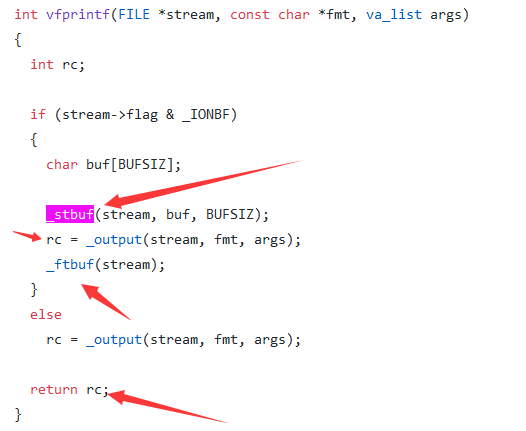 int vfprintf(FILE *stream, const char *fmt, va_list args)
{
  int rc;
  if (stream->flag & _IONBF)
  {
    char buf[BUFSIZ];
    _stbuf(stream, buf, BUFSIZ);
    rc = _output(stream, fmt, args);
    _ftbuf(stream);
  }
  else
    rc = _output(stream, fmt, args);
  return rc;
}